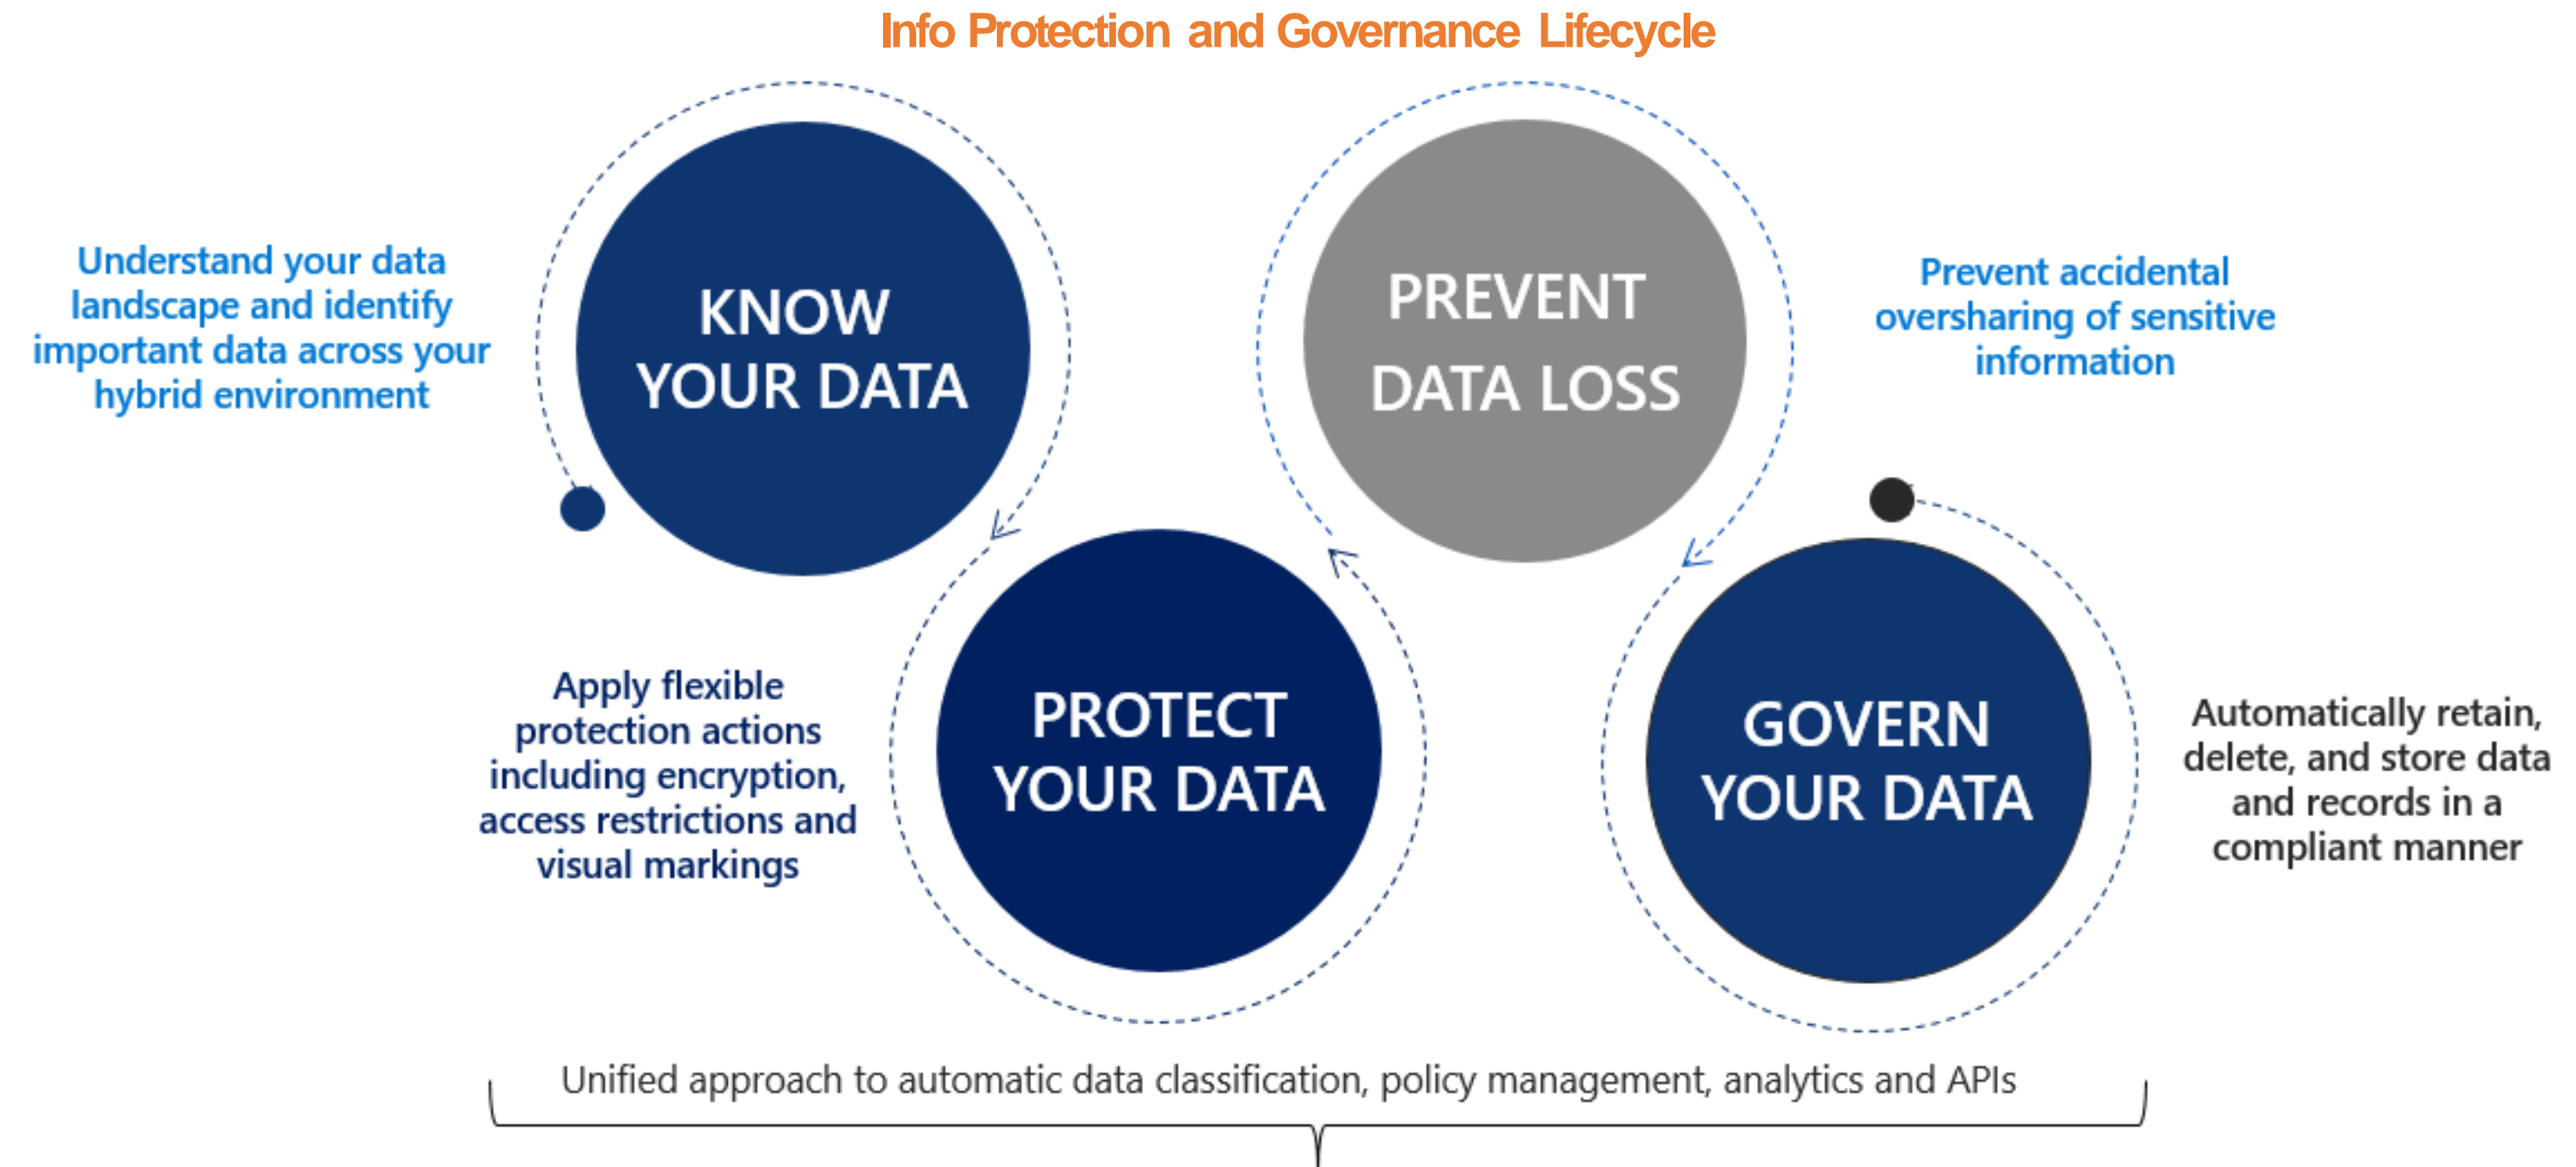 Info Protection and Governance Lifecycle
Understand your data
landscape and identify
important data across your
hybrid environment
KNOW
YOUR DATA
PREVENT
DATA LOSS
Prevent accidental
oversharing of sensitive
information
Apply flexible
protection actions
including encryption,
access restrictions and
visual markings
PROTECT
YOUR DATA
GOVERN
YOUR DATA
Automatically retain,
delete, and store data
and records in a
compliant manner
Unified approach to automatic data classification, policy management, analytics and APIs